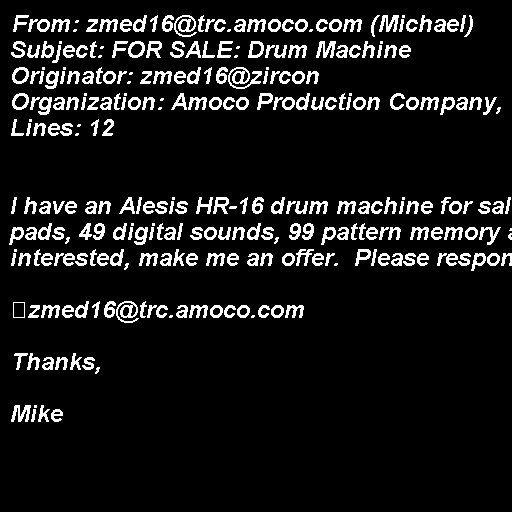 From: zmed16@trc.amoco.com (Michael)
Subject: FOR SALE: Drum Machine
Originator: zmed16@zircon
Organization: Amoco Production Company,
Lines: 12
I have an Alesis HR-16 drum machine for sal
pads, 49 digital sounds, 99 pattern memory a
interested, make me an offer.  Please respon
zmed16@trc.amoco.com
Thanks,
Mike